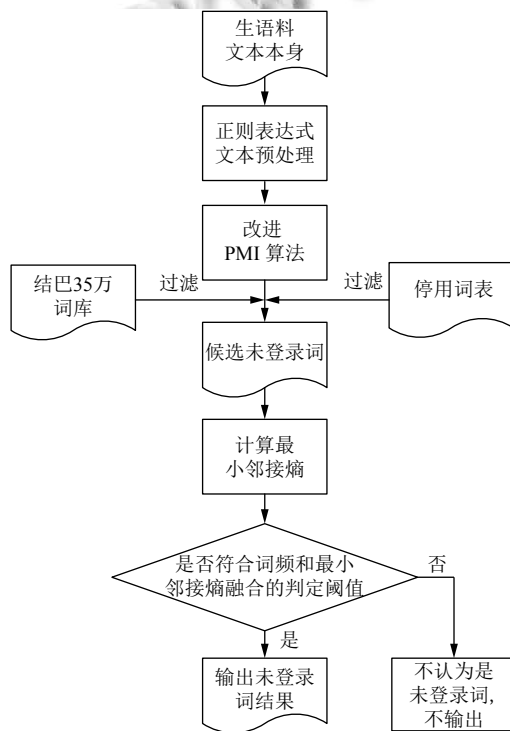 生语料
文本本身
正则表达式
文本预处理
改进
PMI 算法
结巴35万
词库
过滤
过滤
停用词表
候选未登录词
计算最
小邻接熵
是否符合词频和最小
邻接熵融合的判定阈值
否
是
输出未登录
词结果
不认为是
未登录词,
不输出